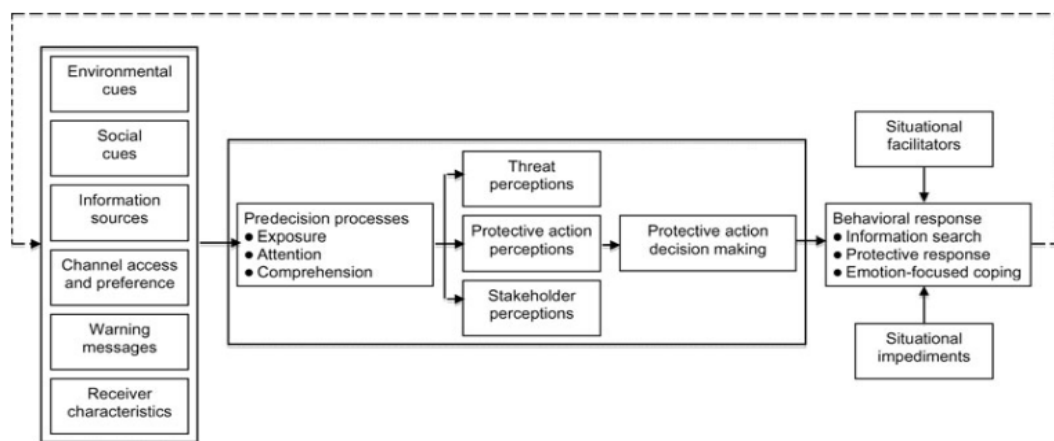 Environmental
cues
Social
cues
Information
sources
Channel access
and preference
Warning
messages
Receiver
characteristics
Predecision processes
● Exposure
● Attention
● Comprehension
Threat
perceptions
Protective action
perceptions
Stakeholder
perceptions
Protective action
decision making
Situational
facilitators
Behavioral response
● Information search
● Protective response
● Emotion-focused coping
Situational
impediments